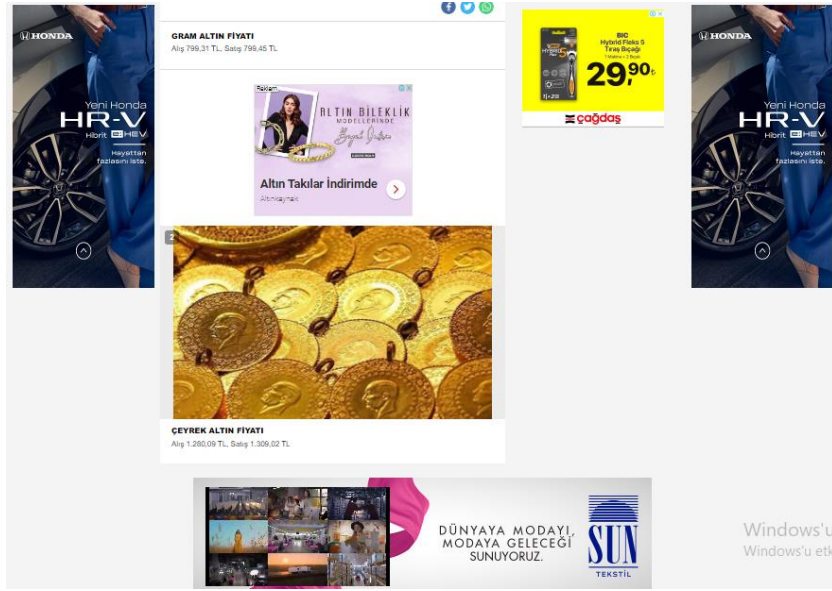 HONDA
Yeni Honda
HR-V
Hibrit e:HEV
Hayattan
fazlasını iste.
GRAM ALTIN FİYATI
Alış 799,31 TL, Satış 799,45 TL
Reklam
ALTIN BİLEKLİK
MODELLERİNDE
Altın Takılar İndirimde
Altınkaynak
2
ÇEYREK ALTIN FİYATI
Alış 1.280,09 TL, Satış 1.309,02 TL
BIC
Hybrid Fleks 5
Tıraş Bıçağı
29,90₺
çağdaş
HONDA
Yeni Honda
HR-V
Hibrit e:HEV
Hayattan
fazlasını iste.
DÜNYAYA MODAYI,
MODAYA GELECEĞİ
SUNUYORUZ.
SUN
TEKSTİL
Windows'u
Windows'u etk